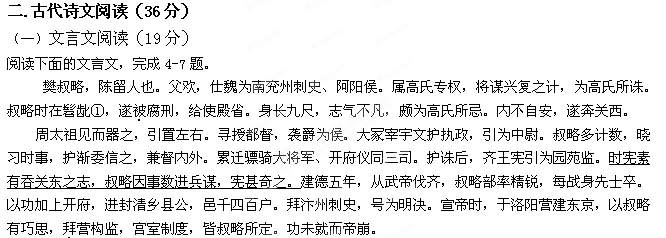 二.古代诗文阅读（36分）
（一）文言文阅读（19分）
阅读下面的文言文，完成4-7题。
樊叔略，陈留人也。父欢，仕魏为南兖州刺史、阿阳侯。属高氏专权，将谋兴复之计，为高氏所诛。
叔略时在髫龀①，遂被腐刑，给使殿省。身长九尺，志气不凡，颇为高氏所忌。内不自安，遂奔关西。
周太祖见而器之，引置左右。寻授都督，袭爵为侯。大冢宰宇文护执政，引为中尉。叔略多计数，晓
习时事，护渐委信之，兼督内外。累迁骠骑大将军、开府仪同三司。护诛后，齐王宪引为园苑监。时宪素
有吞关东之志，叔略因事数进兵谋，宪甚奇之。建德五年，从武帝伐齐，叔略部率精锐，每战身先士卒。
以功加上开府，进封清乡县公，邑千四百户。拜汴州刺史，号为明决。宣帝时，于洛阳营建东京，以叔略
有巧思，拜营构监，宫室制度，皆叔略所定。功未就而帝崩。